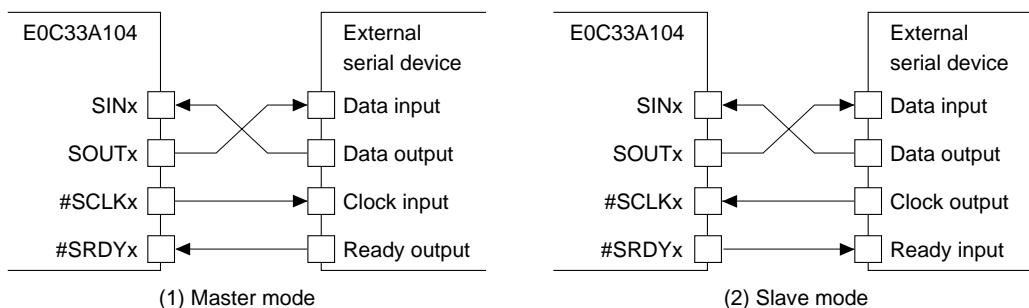 E0C33A104
External
serial device
SINx
Data input
SOUTx
Data output
#SCLKx
Clock input
#SRDYx
Ready output
(1) Master mode
E0C33A104
External
serial device
SINx
Data input
SOUTx
Data output
#SCLKx
Clock output
#SRDYx
Ready input
(2) Slave mode